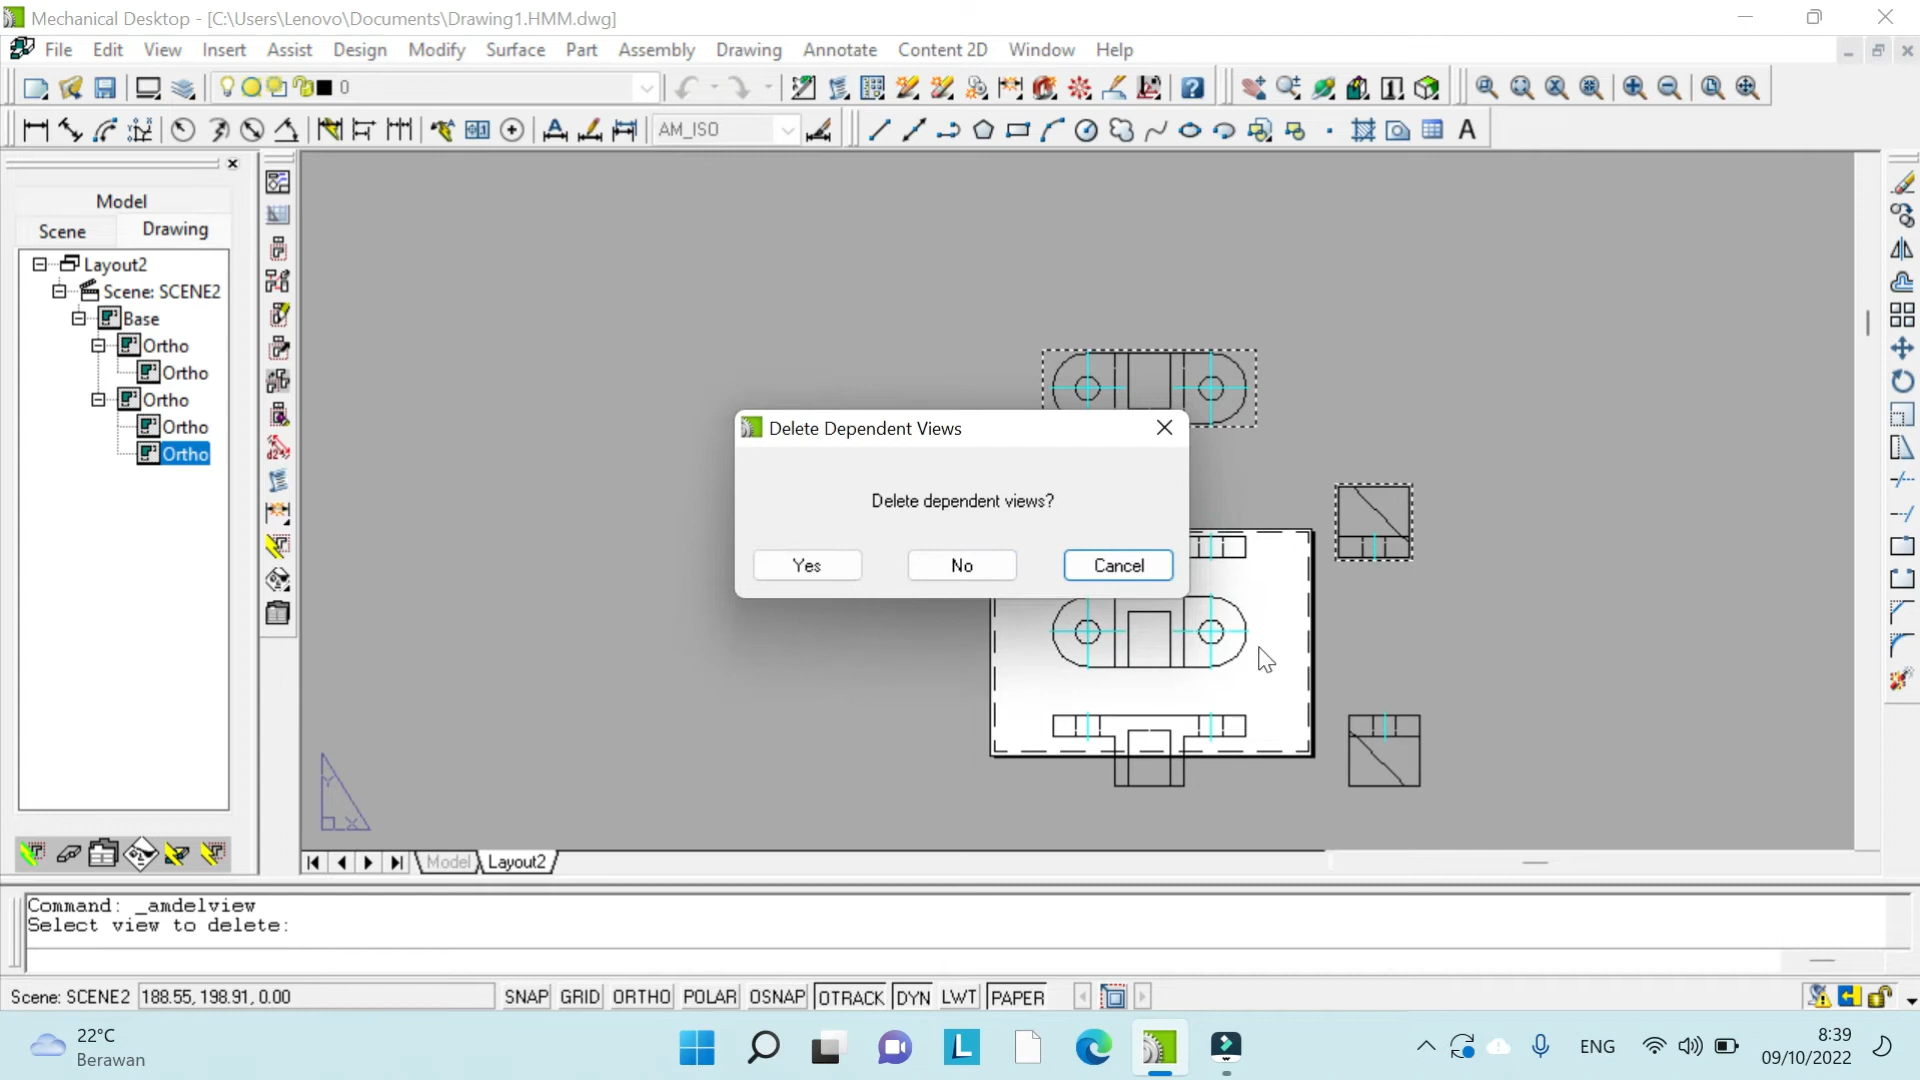 Mechanical Desktop - [C:\Users\Lenovo\Documents\Drawing1.HMM.dwg]
File Edit View Insert Assist Design Modify Surface Part Assembly Drawing Annotate Content 2D Window Help
0
AM_ISO
A
Model
Scene Drawing
Layout2
Scene: SCENE2
Base
Ortho
Ortho
Ortho
Ortho
Ortho
Delete Dependent Views
Delete dependent views?
Yes No Cancel
Y
X
Model Layout2
Command: _amdelview
Select view to delete:
Scene: SCENE2 188.55, 198.91, 0.00 SNAP GRID ORTHO POLAR OSNAP OTRACK DYN LWT PAPER
22°C
Berawan
L
ENG
8:39
09/10/2022